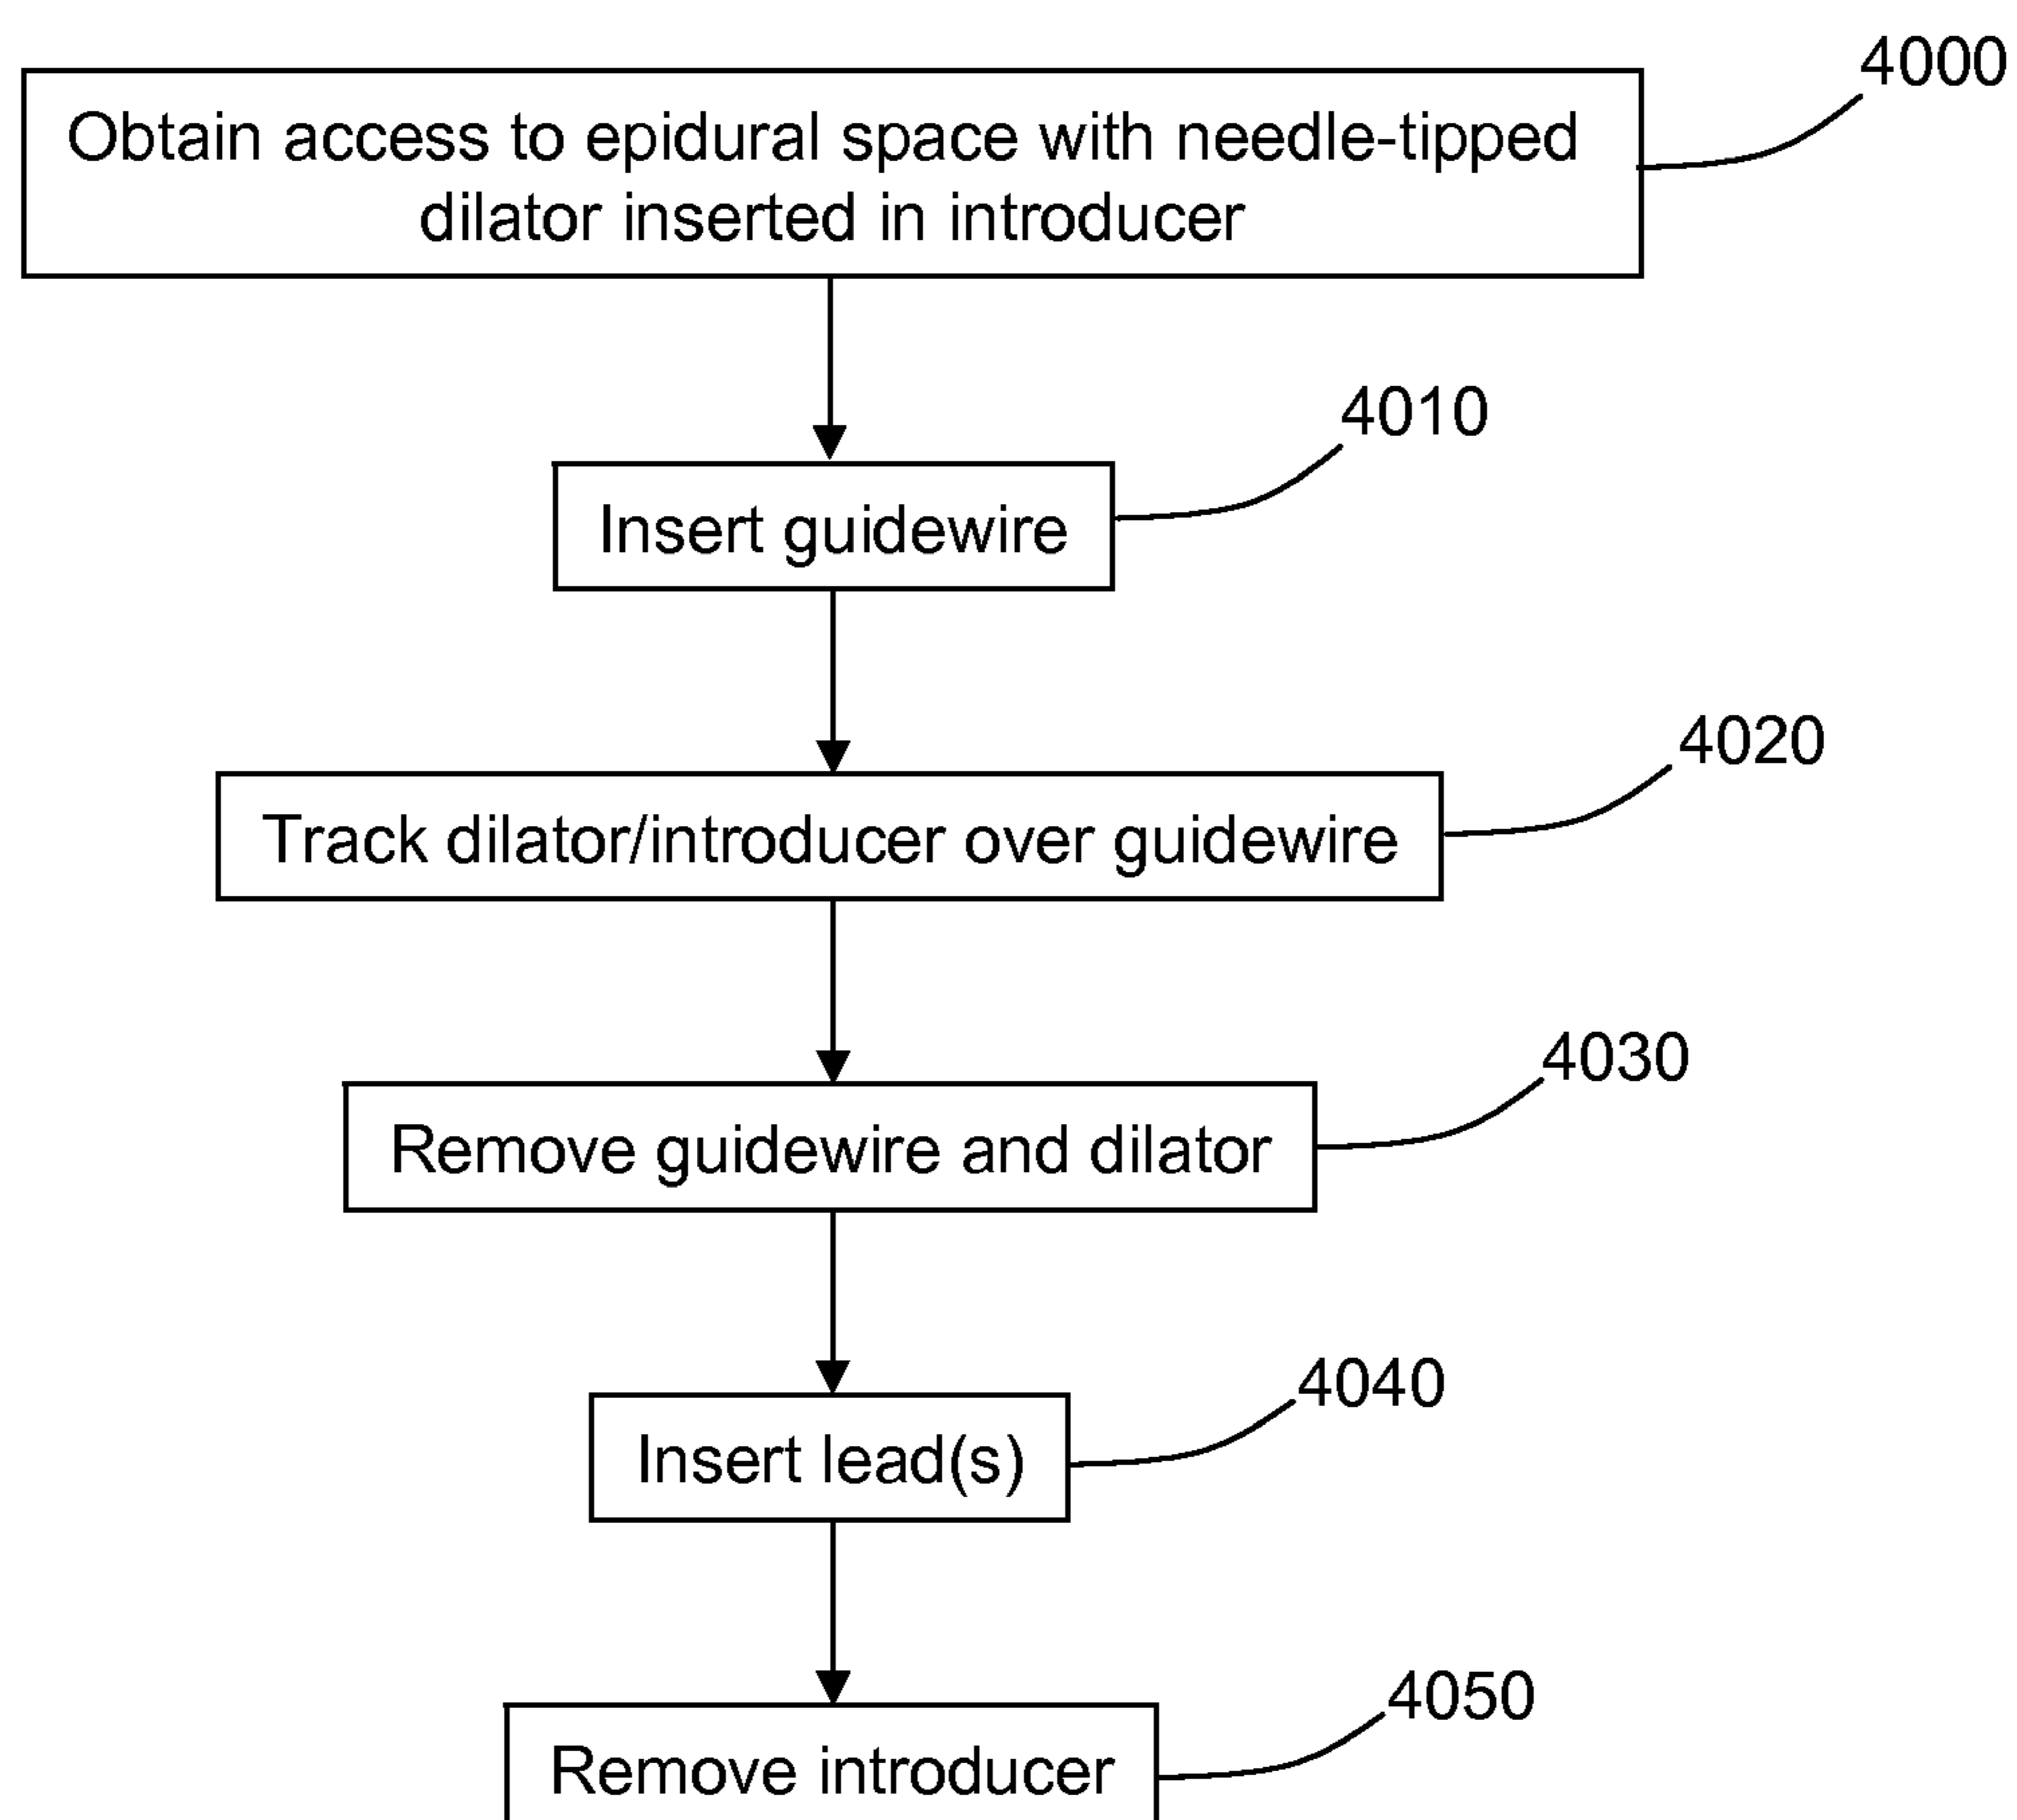 4000
Obtain access to epidural space with needle-tipped
dilator inserted in introducer
4010
Insert guidewire
4020
Track dilator/introducer over guidewire
4030
Remove guidewire and dilator
4040
Insert lead(s)
4050
Remove introducer